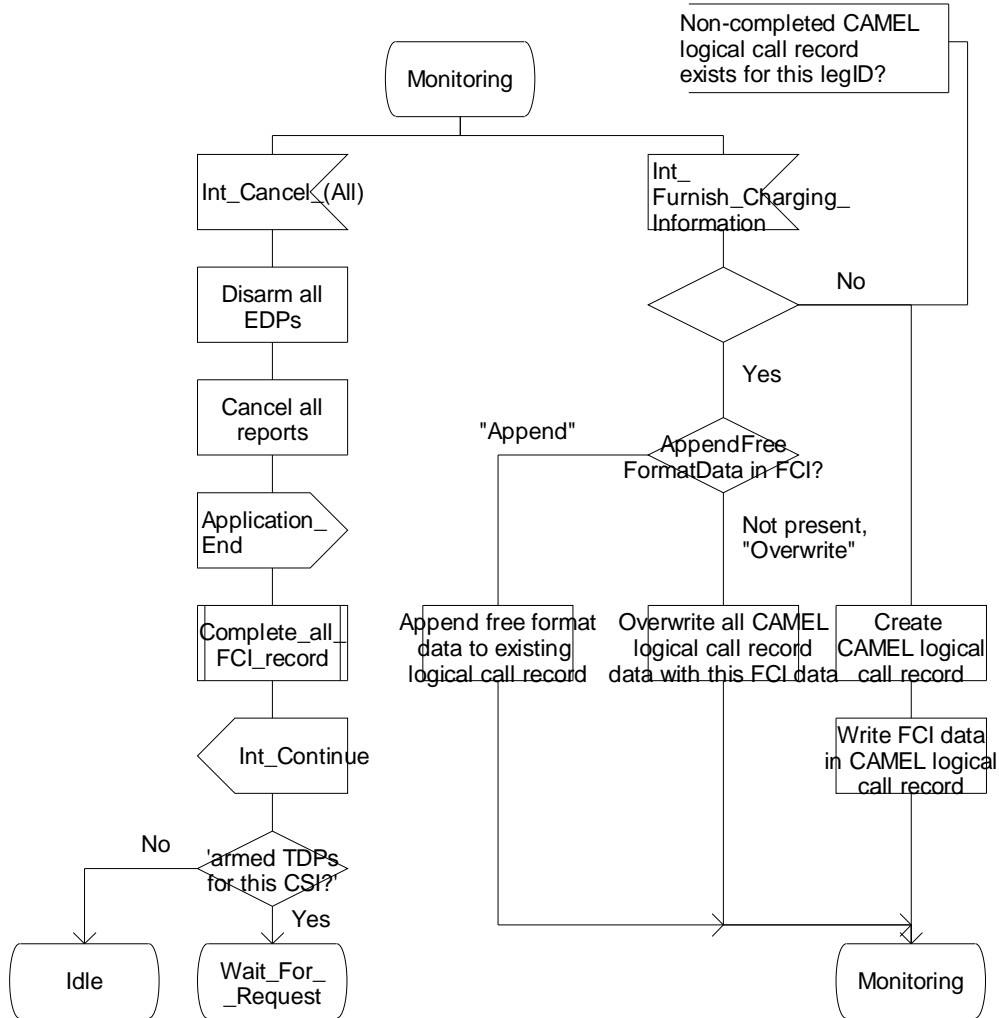 Non-completed CAMEL
logical call record
exists for this legID?
Monitoring
Int_Cancel_(All)
Int_
Furnish_Charging_
Information
Disarm all
EDPs
No
Yes
Cancel all
reports
"Append"
AppendFree
FormatData in FCI?
Application_
End
Not present,
"Overwrite"
Complete_all_
FCI_record
Append free format
data to existing
logical call record
Overwrite all CAMEL
logical call record
data with this FCI data
Create
CAMEL logical
call record
Int_Continue
Write FCI data
in CAMEL logical
call record
No
'armed TDPs
for this CSI?'
Yes
Idle
Wait_For_
_Request
Monitoring